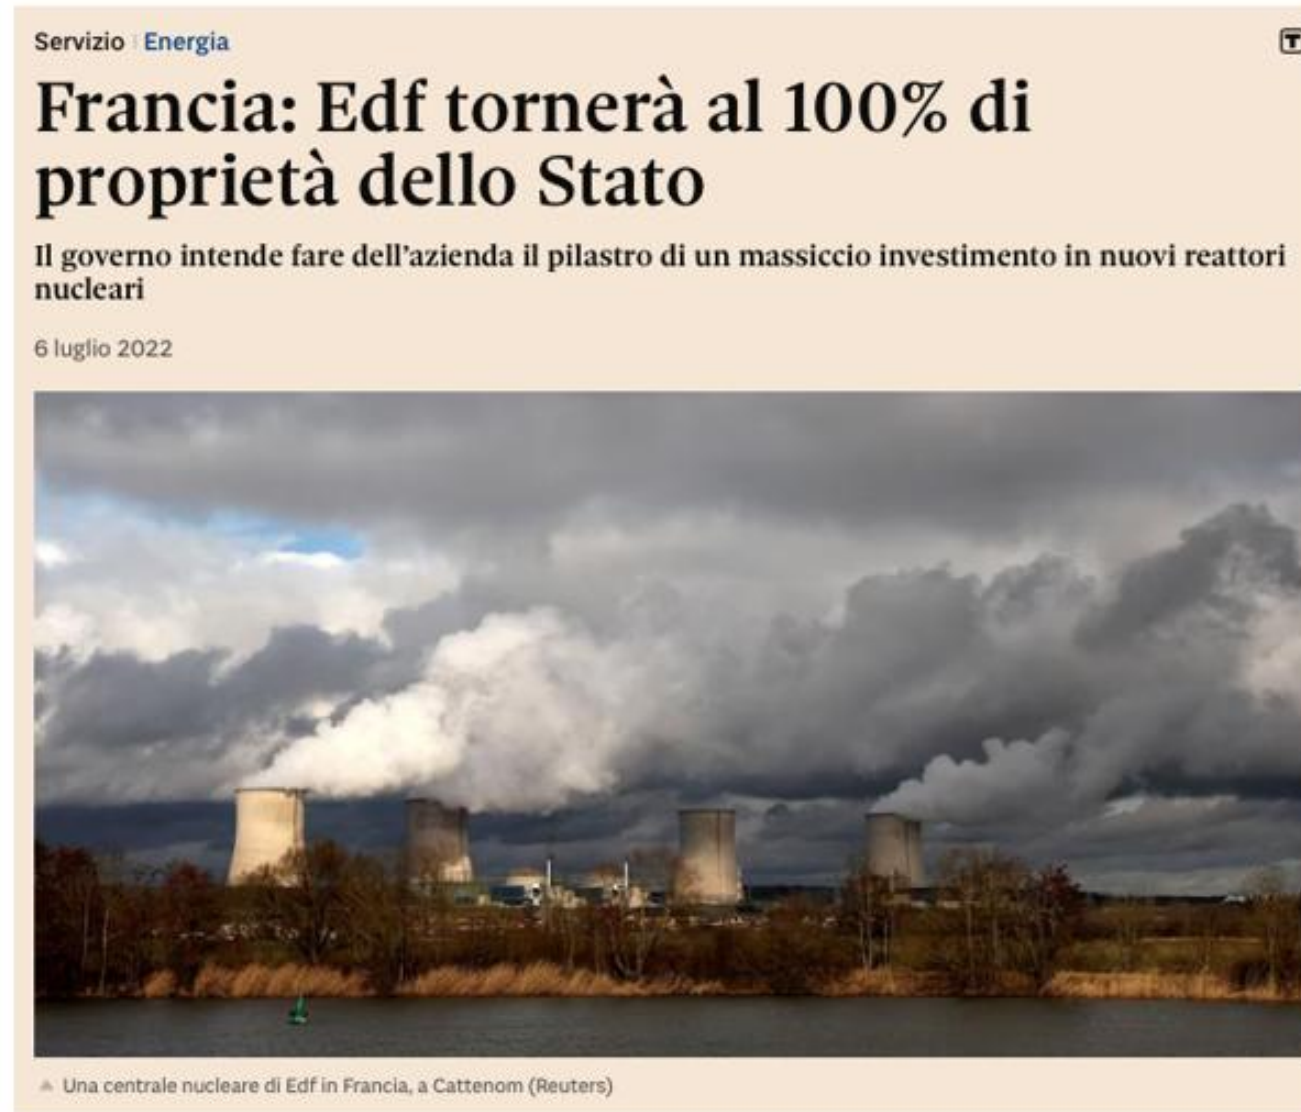 Servizio Energia
Francia: Edf tornerà al 100% di
proprietà dello Stato
Il governo intende fare dell'azienda il pilastro di un massiccio investimento in nuovi reattori
nucleari
6 luglio 2022
Una centrale nucleare di Edf in Francia, a Cattenom (Reuters)